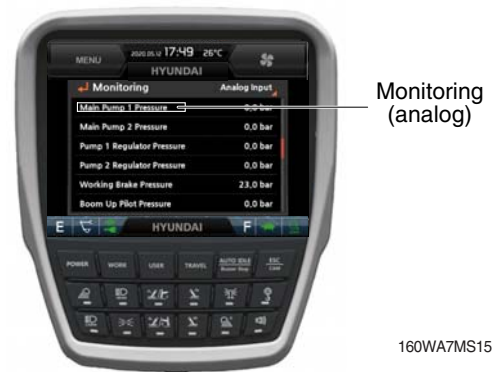 MENU
2020.05.12 17:49 26°C
HYUNDAI
Monitoring Analog Input
Main Pump 1 Pressure 0,0 bar
Main Pump 2 Pressure 0,0 bar
Pump 1 Regulator Pressure 0,0 bar
Pump 2 Regulator Pressure 0,0 bar
Working Brake Pressure 23,0 bar
Boom Up Pilot Pressure 0,0 bar
E HYUNDAI F
POWER WORK USER TRAVEL AUTO IDLE ESC
Buzzer Stop CAM
Monitoring
(analog)
160WA7MS15